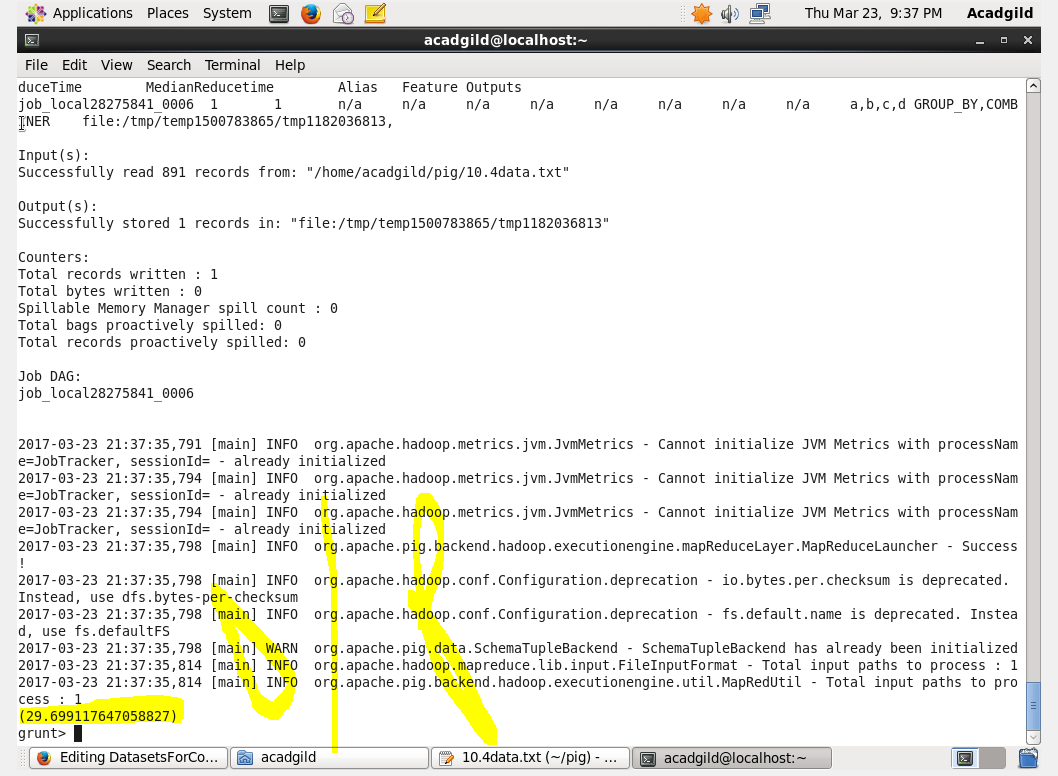 Applications Places System Thu Mar 23, 9:37 PM Acadgild
acadgild@localhost:~
File Edit View Search Terminal Help
duceTime MedianReducetime Alias Feature Outputs
job_local28275841_0006 1 1 n/a n/a n/a n/a n/a n/a n/a n/a a,b,c,d GROUP_BY,COMB
INER file:/tmp/temp1500783865/tmp1182036813,
Input(s):
Successfully read 891 records from: "/home/acadgild/pig/10.4data.txt"
Output(s):
Successfully stored 1 records in: "file:/tmp/temp1500783865/tmp1182036813"
Counters:
Total records written : 1
Total bytes written : 0
Spillable Memory Manager spill count : 0
Total bags proactively spilled: 0
Total records proactively spilled: 0
Job DAG:
job_local28275841_0006
2017-03-23 21:37:35,791 [main] INFO org.apache.hadoop.metrics.jvm.JvmMetrics - Cannot initialize JVM Metrics with processNam
e=JobTracker, sessionId= - already initialized
2017-03-23 21:37:35,794 [main] INFO org.apache.hadoop.metrics.jvm.JvmMetrics - Cannot initialize JVM Metrics with processNam
e=JobTracker, sessionId= - already initialized
2017-03-23 21:37:35,794 [main] INFO org.apache.hadoop.metrics.jvm.JvmMetrics - Cannot initialize JVM Metrics with processNam
e=JobTracker, sessionId= - already initialized
2017-03-23 21:37:35,798 [main] INFO org.apache.pig.backend.hadoop.executionengine.mapReduceLayer.MapReduceLauncher - Success
!
2017-03-23 21:37:35,798 [main] INFO org.apache.hadoop.conf.Configuration.deprecation - io.bytes.per.checksum is deprecated.
Instead, use dfs.bytes-per-checksum
2017-03-23 21:37:35,798 [main] INFO org.apache.hadoop.conf.Configuration.deprecation - fs.default.name is deprecated. Instea
d, use fs.defaultFS
2017-03-23 21:37:35,798 [main] WARN org.apache.pig.data.SchemaTupleBackend - SchemaTupleBackend has already been initialized
2017-03-23 21:37:35,814 [main] INFO org.apache.hadoop.mapreduce.lib.input.FileInputFormat - Total input paths to process : 1
2017-03-23 21:37:35,814 [main] INFO org.apache.pig.backend.hadoop.executionengine.util.MapRedUtil - Total input paths to pro
cess : 1
(29.699117647058827)
grunt>
Editing DatasetsForCo... acadgild 10.4data.txt (~/pig) - ... acadgild@localhost:~